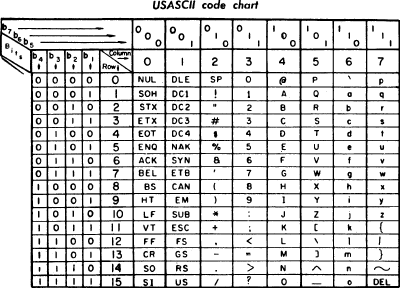 USASCII code chart
b7 b6 b5 0 0 0 0 0 1 0 1 0 0 1 1 1 0 0 1 0 1 1 1 0 1 1 1
Bits b4 b3 b2 b1 Column 0 1 2 3 4 5 6 7
Row
0 0 0 0 0 NUL DLE SP 0 @ P ` p
0 0 0 1 1 SOH DC1 ! 1 A Q a q
0 0 1 0 2 STX DC2 " 2 B R b r
0 0 1 1 3 ETX DC3 # 3 C S c s
0 1 0 0 4 EOT DC4 $ 4 D T d t
0 1 0 1 5 ENQ NAK % 5 E U e u
0 1 1 0 6 ACK SYN & 6 F V f v
0 1 1 1 7 BEL ETB ' 7 G W g w
1 0 0 0 8 BS CAN ( 8 H X h x
1 0 0 1 9 HT EM ) 9 I Y i y
1 0 1 0 10 LF SUB * : J Z j z
1 0 1 1 11 VT ESC + ; K [ k {
1 1 0 0 12 FF FS , < L \ l |
1 1 0 1 13 CR GS - = M ] m }
1 1 1 0 14 SO RS . > N ^ n ~
1 1 1 1 15 SI US / ? O _ o DEL